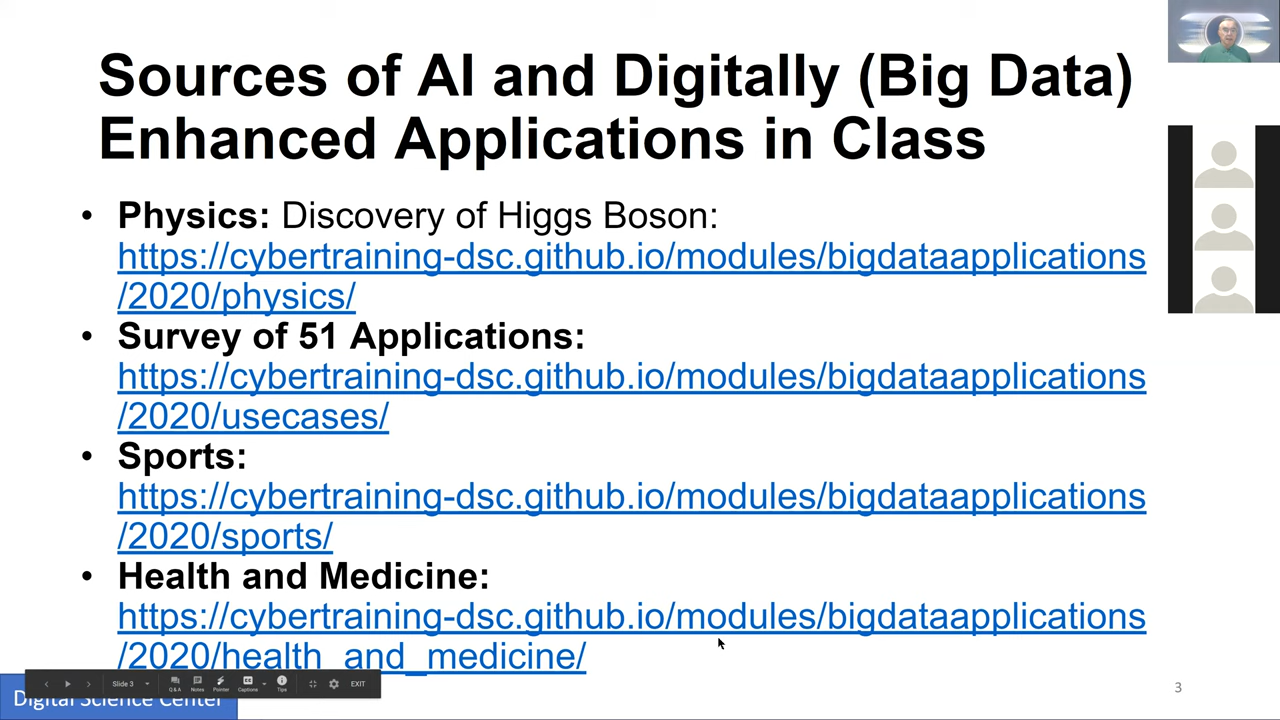 Sources of AI and Digitally (Big Data)
Enhanced Applications in Class
• Physics: Discovery of Higgs Boson:
https://cybertraining-dsc.github.io/modules/bigdataapplications
/2020/physics/
• Survey of 51 Applications:
https://cybertraining-dsc.github.io/modules/bigdataapplications
/2020/usecases/
• Sports:
https://cybertraining-dsc.github.io/modules/bigdataapplications
/2020/sports/
• Health and Medicine:
https://cybertraining-dsc.github.io/modules/bigdataapplications
/2020/health_and_medicine/
Slide 3
Q&A Notes Pointer Captions Tips EXIT
Digital Science Center
3